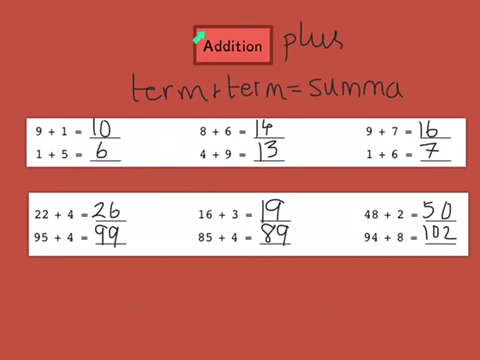 Addition plus
term + term = summa
9 + 1 = 10 8 + 6 = 14 9 + 7 = 16
1 + 5 = 6 4 + 9 = 13 1 + 6 = 7
22 + 4 = 26 16 + 3 = 19 48 + 2 = 50
95 + 4 = 99 85 + 4 = 89 94 + 8 = 102